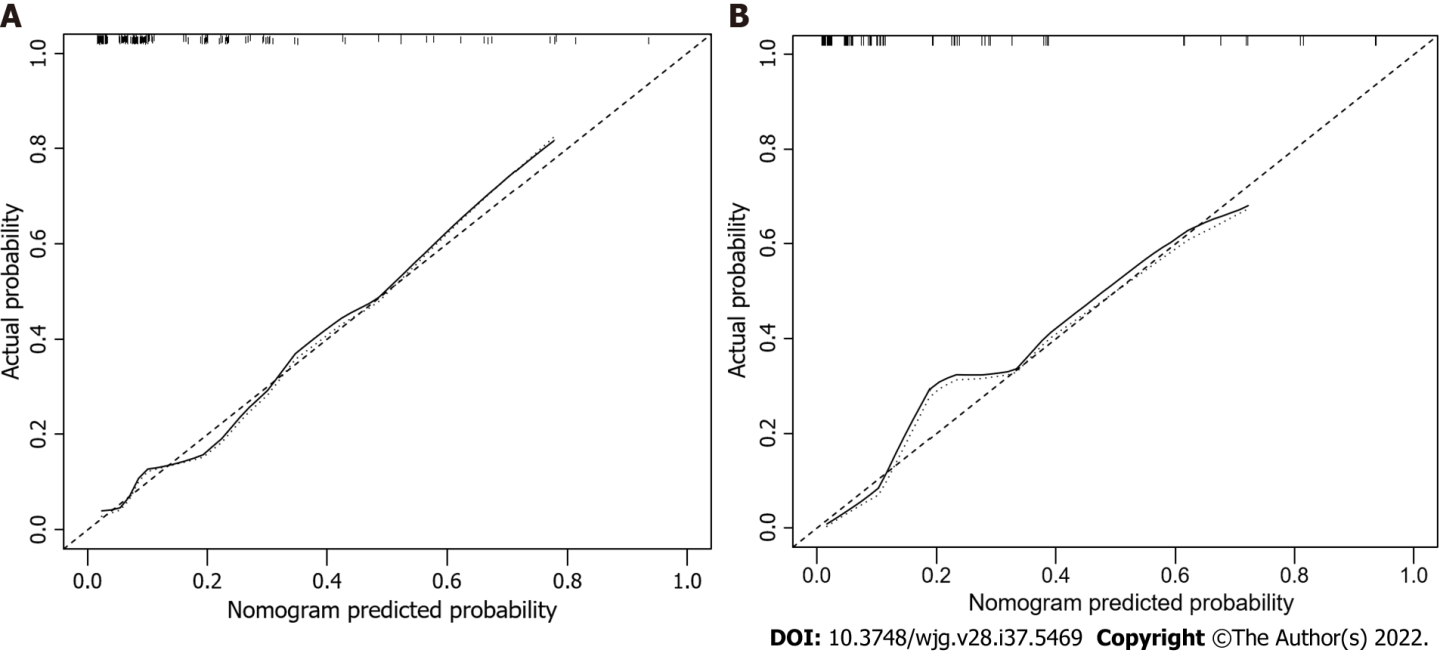 A
B
1.0
0.8
0.6
0.4
0.2
0.0
Actual probability
0.0 0.2 0.4 0.6 0.8 1.0
Nomogram predicted probability
1.0
0.8
0.6
0.4
0.2
0.0
Actual probability
0.0 0.2 0.4 0.6 0.8 1.0
Nomogram predicted probability
DOI: 10.3748/wjg.v28.i37.5469 Copyright ©The Author(s) 2022.